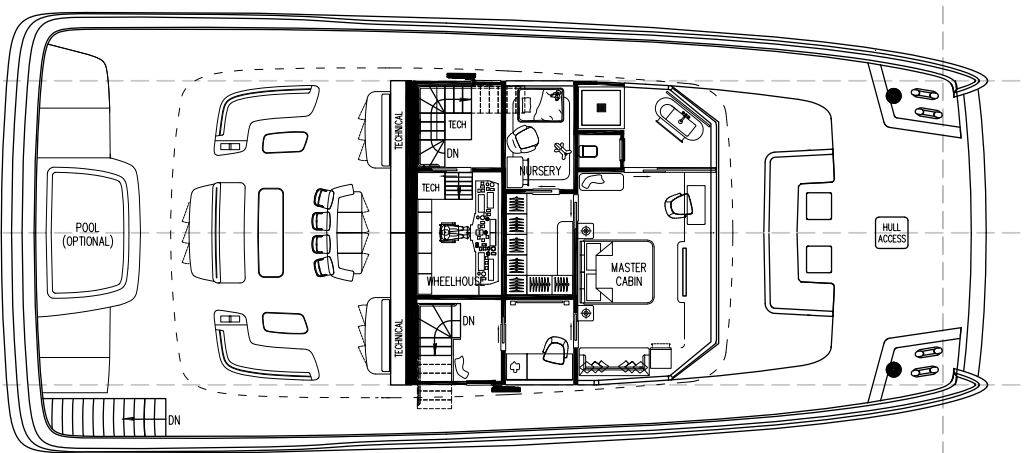 POOL
(OPTIONAL)
DN
TECHNICAL
TECHNICAL
TECH
DN
TECH
WHEELHOUSE
DN
NURSERY
MASTER
CABIN
HULL
ACCESS